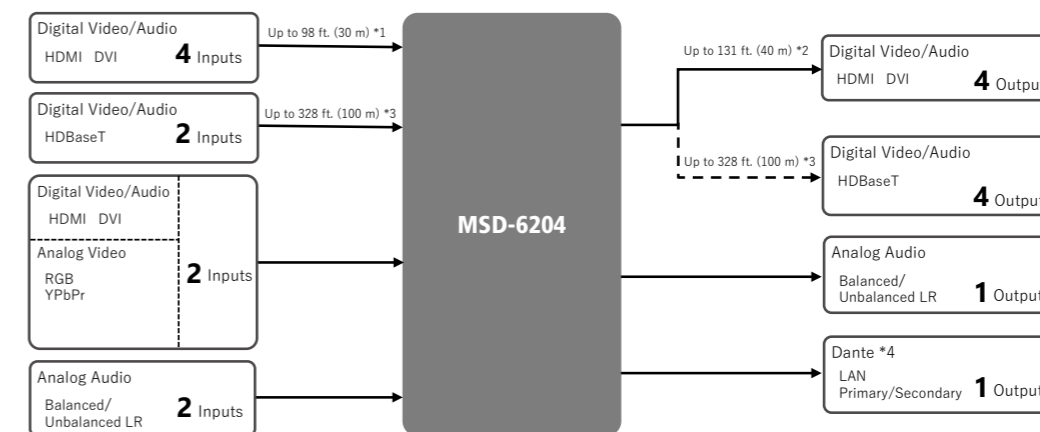 Digital Video/Audio
HDMI DVI
4 Inputs
Up to 98 ft. (30 m) *1
Digital Video/Audio
HDBaseT
2 Inputs
Up to 328 ft. (100 m) *3
Digital Video/Audio
HDMI DVI
Analog Video
RGB
YPbPr
2 Inputs
Analog Audio
Balanced/
Unbalanced LR
2 Inputs
MSD-6204
Up to 131 ft. (40 m) *2
Digital Video/Audio
HDMI DVI
4 Outpu
Up to 328 ft. (100 m) *3
Digital Video/Audio
HDBaseT
4 Output
Analog Audio
Balanced/
Unbalanced LR
1 Output
Dante *4
LAN
Primary/Secondary
1 Output